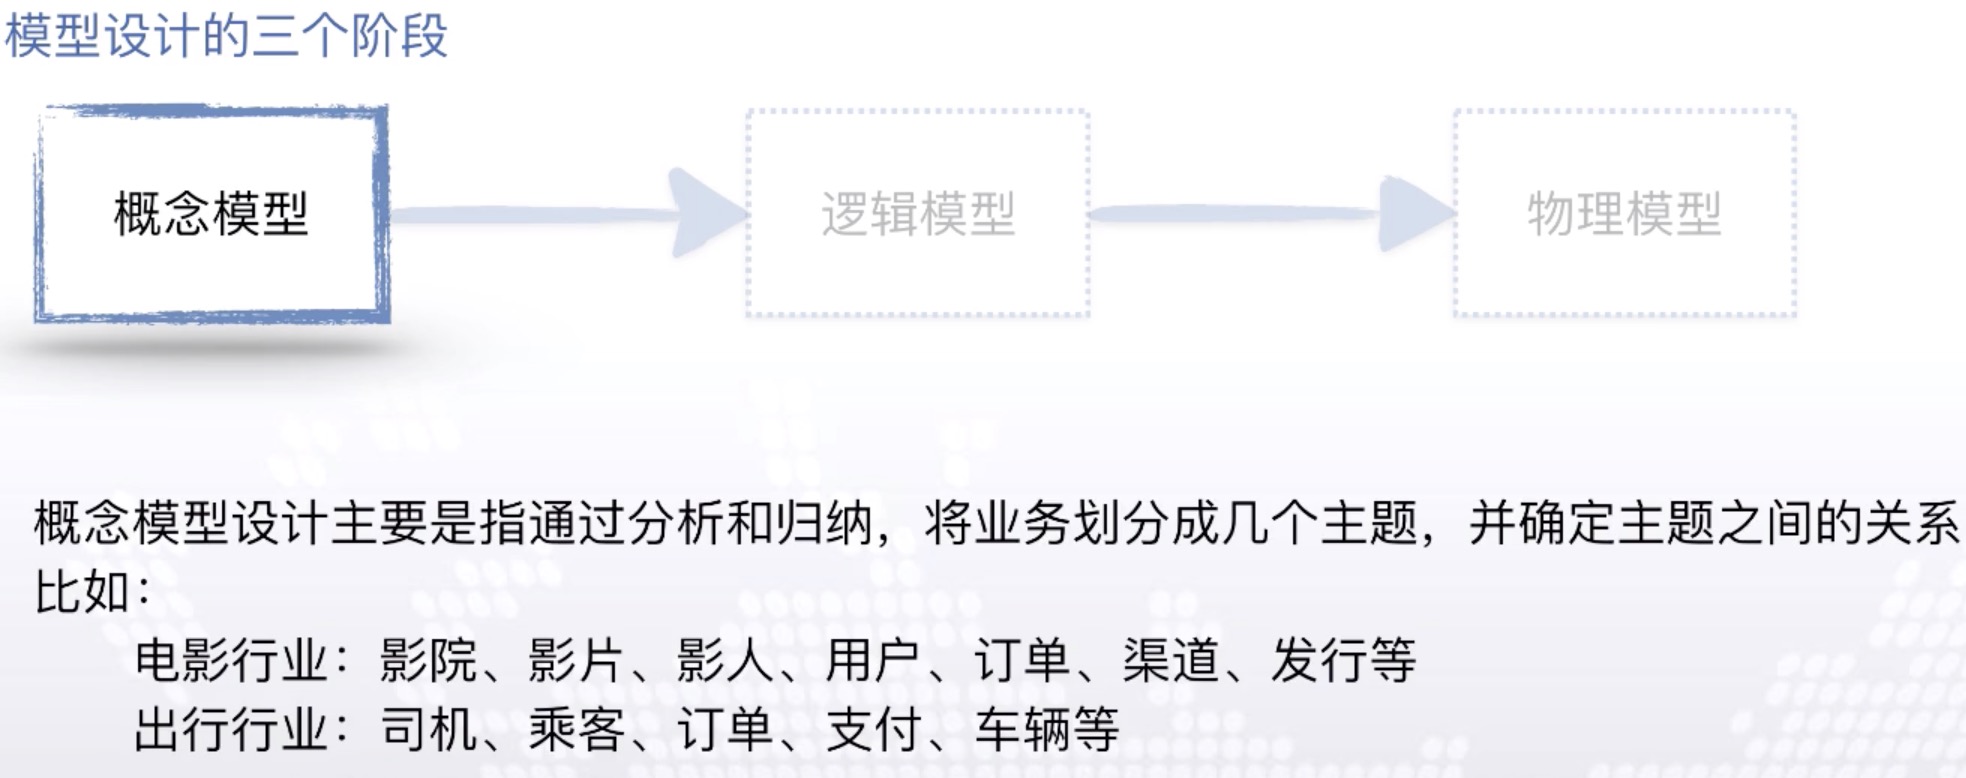 模型设计的三个阶段
概念模型
逻辑模型
物理模型
概念模型设计主要是指通过分析和归纳，将业务划分成几个主题，并确定主题之间的关系
比如：
电影行业：影院、影片、影人、用户、订单、渠道、发行等
出行行业：司机、乘客、订单、支付、车辆等